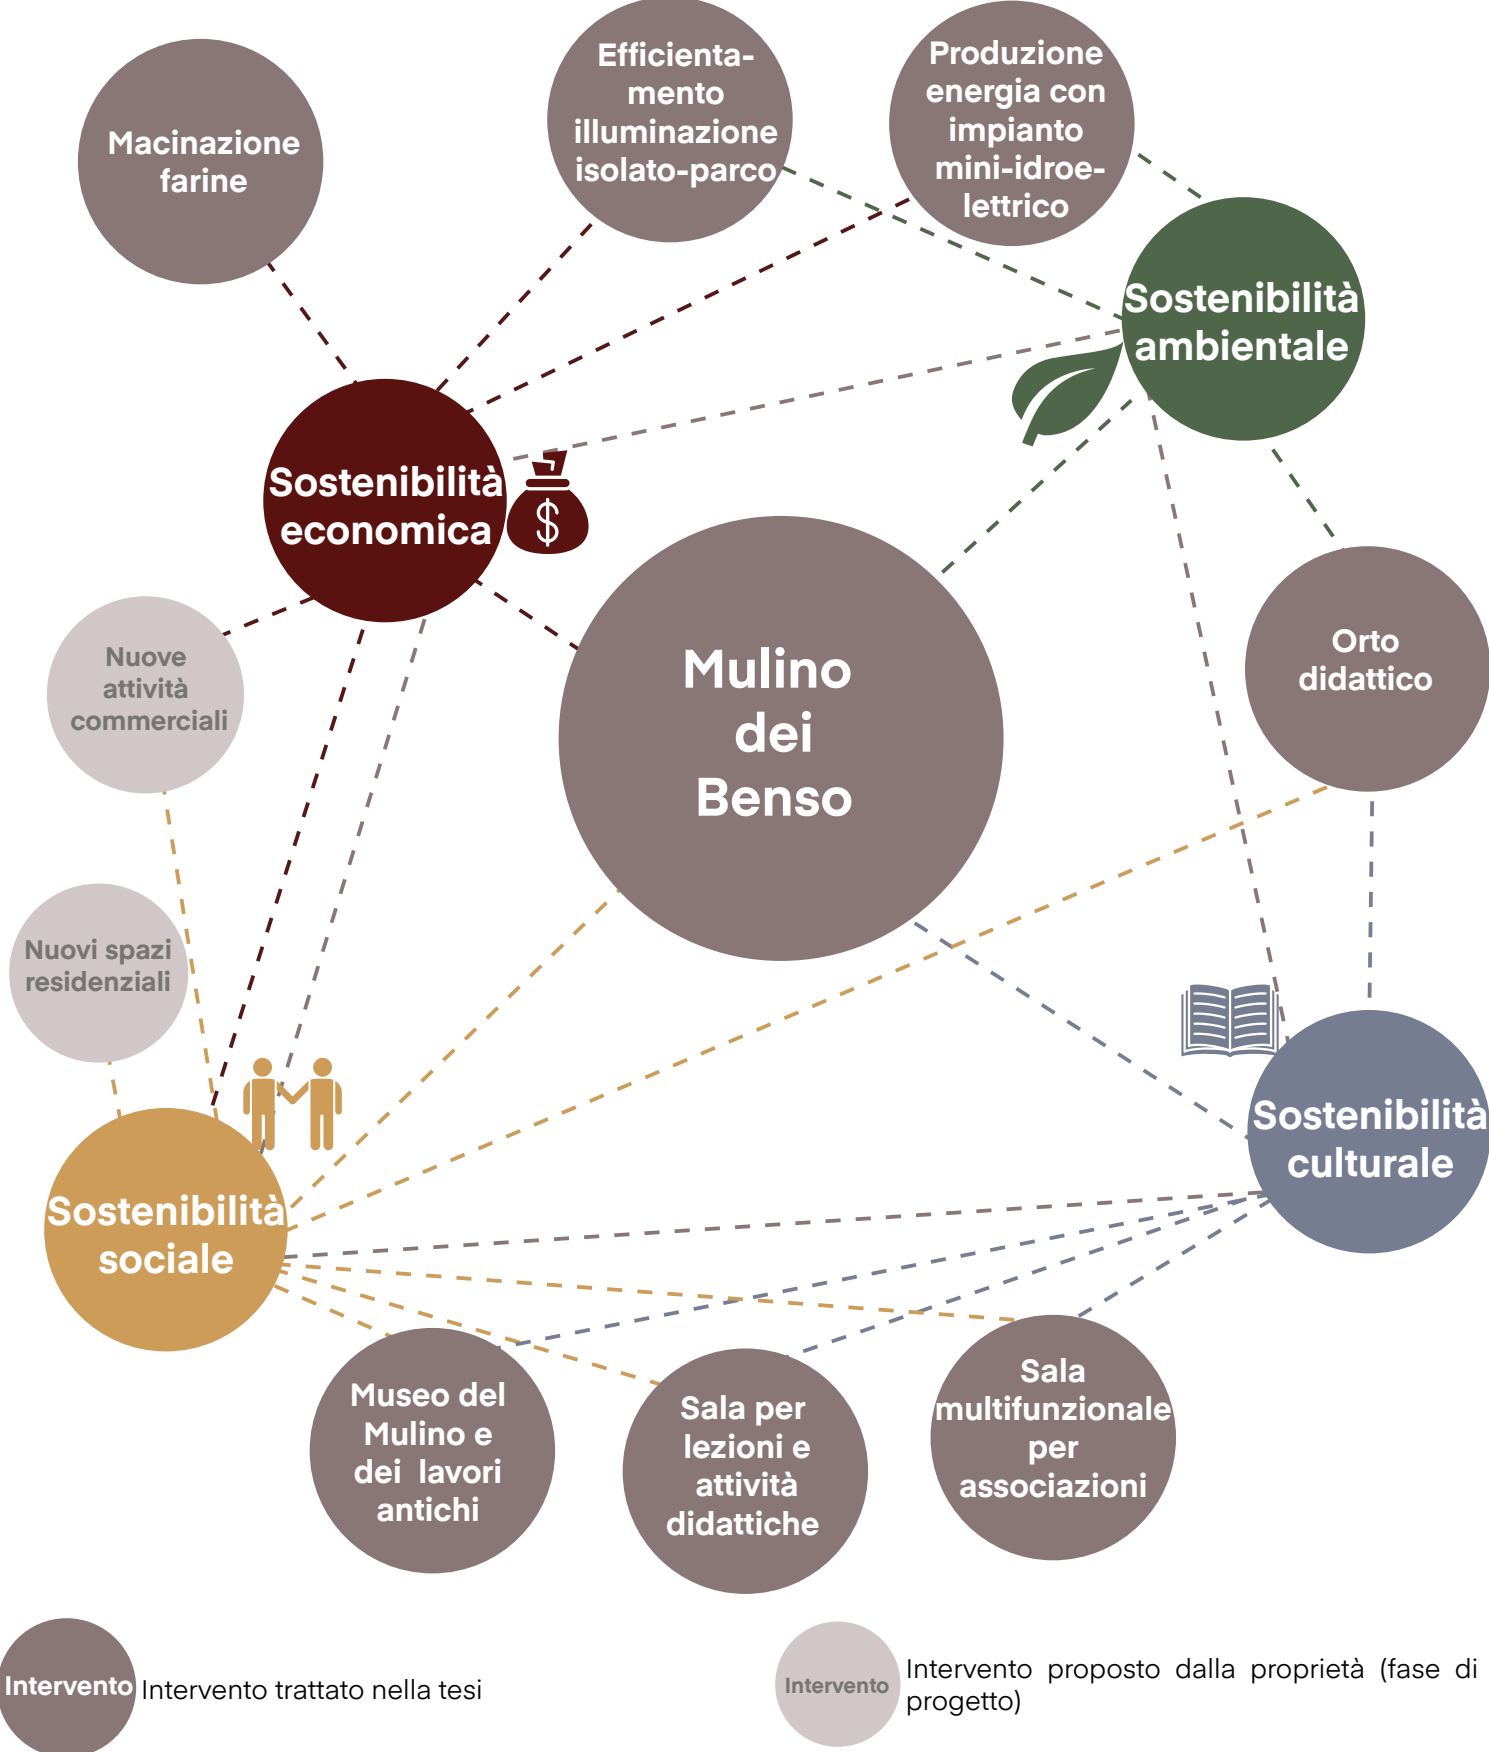 Macinazione
farine
Efficienta-
mento
illuminazione
isolato-parco
Produzione
energia con
impianto
mini-idroe-
lettrico
Sostenibilità
ambientale
Sostenibilità
economica
$
Nuove
attività
commerciali
Mulino
dei
Benso
Orto
didattico
Nuovi spazi
residenziali
Sostenibilità
culturale
Sostenibilità
sociale
Museo del
Mulino e
dei lavori
antichi
Sala per
lezioni e
attività
didattiche
Sala
multifunzionale
per
associazioni
Intervento
Intervento trattato nella tesi
Intervento
Intervento proposto dalla proprietà (fase di
progetto)